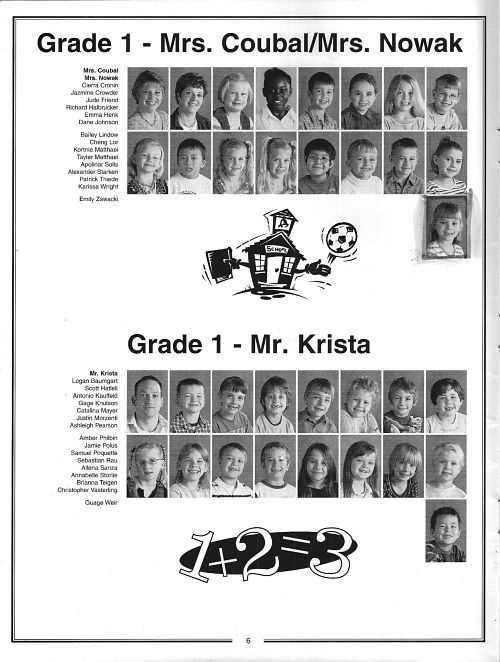 Grade 1 - Mrs. Coubal/Mrs. Nowak
Mrs. Coubal
Mrs. Nowak
Cierra Cronin
Jazmine Crowder
Jude Friend
Richard Halbrucker
Emma Henk
Dane Johnson
Bailey Lindow
Cheng Lor
Kortnie Matthaei
Tayler Matthaei
Apolinar Solis
Alexander Starken
Patrick Thiede
Karissa Wright
Emily Zawacki
SCHOOL
Grade 1 - Mr. Krista
Mr. Krista
Logan Baumgart
Scott Hatleli
Antonio Kauffeld
Gage Knutson
Catalina Mayer
Justin Morzenti
Ashleigh Pearson
Amber Philbin
Jamie Polus
Samuel Poquette
Sebastian Rau
Allena Sanza
Annabelle Storlie
Brianna Teigen
Christopher Vasterling
Guage Weir
1+2=3
6